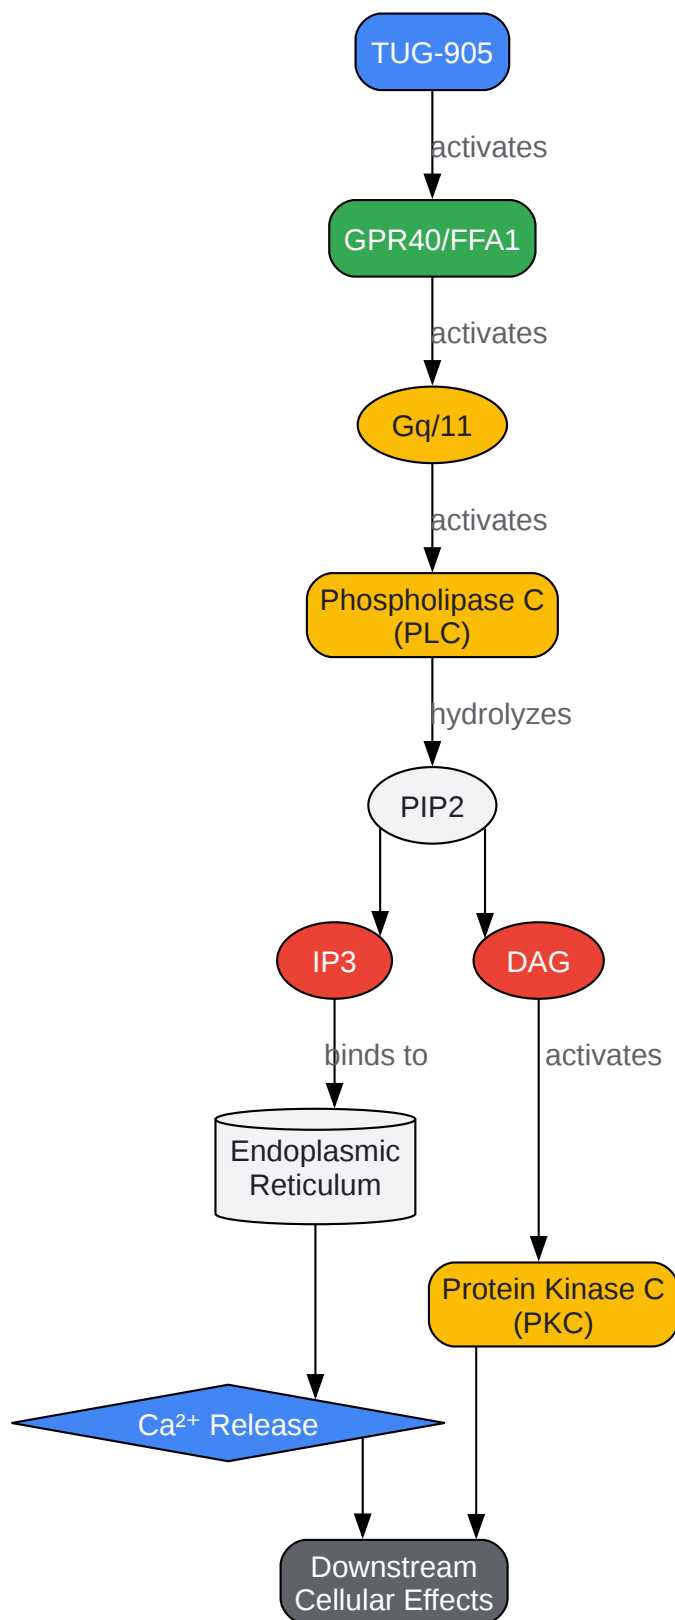 TUG-905
activates
GPR40/FFA1
activates
Gq/11
activates
Phospholipase C
(PLC)
hydrolyzes
PIP2
IP3
DAG
binds to
activates
Endoplasmic
Reticulum
Protein Kinase C
(PKC)
Ca²⁺ Release
Downstream
Cellular Effects